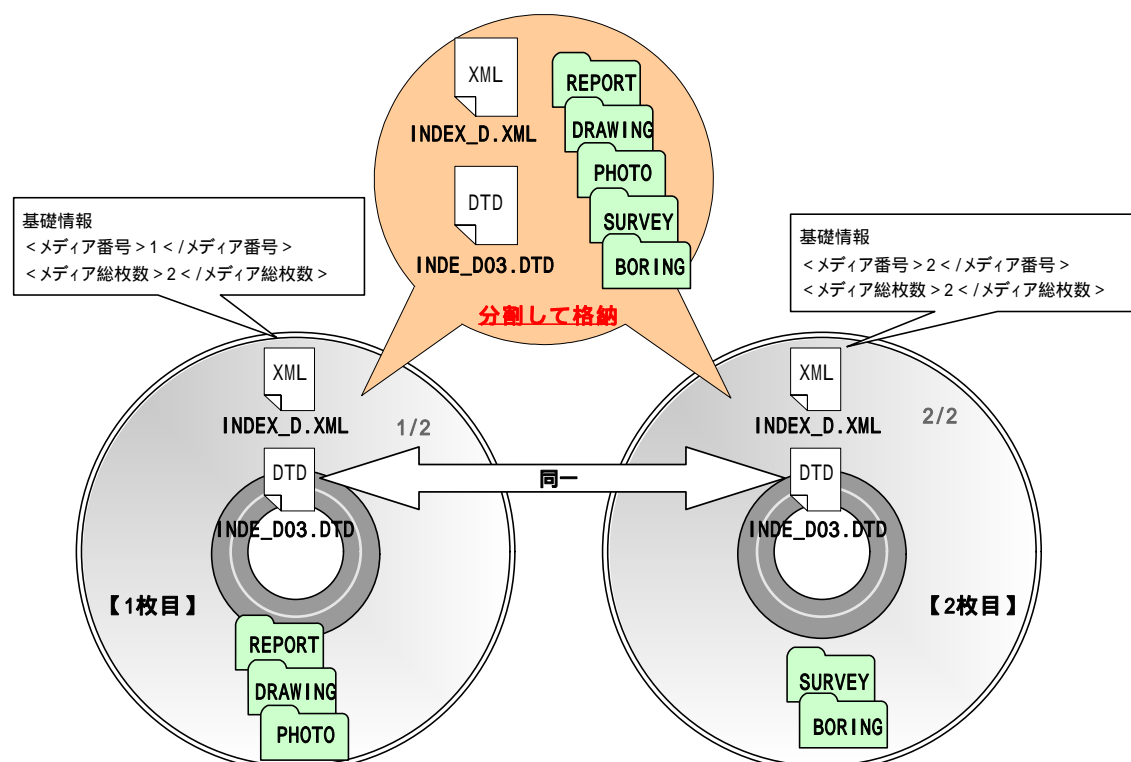 XML
INDEX_D.XML
DTD
INDE_D03.DTD
REPORT
DRAWING
PHOTO
SURVEY
BORING
分割して格納
基礎情報
<メディア番号>1</メディア番号>
<メディア総枚数>2</メディア総枚数>
基礎情報
<メディア番号>2</メディア番号>
<メディア総枚数>2</メディア総枚数>
XML
INDEX_D.XML
1/2
DTD
INDE_D03.DTD
【1枚目】
REPORT
DRAWING
PHOTO
同一
XML
INDEX_D.XML
2/2
DTD
INDE_D03.DTD
【2枚目】
SURVEY
BORING